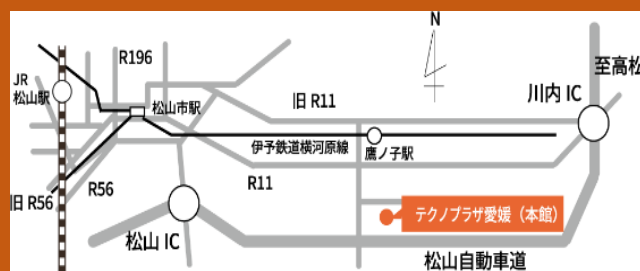 N
R196
至高松
JR
松山駅
松山市駅
旧 R11
川内 IC
伊予鉄道横河原線
鷹ノ子駅
R56
R11
旧 R56
テクノプラザ愛媛（本館）
松山 IC
松山自動車道